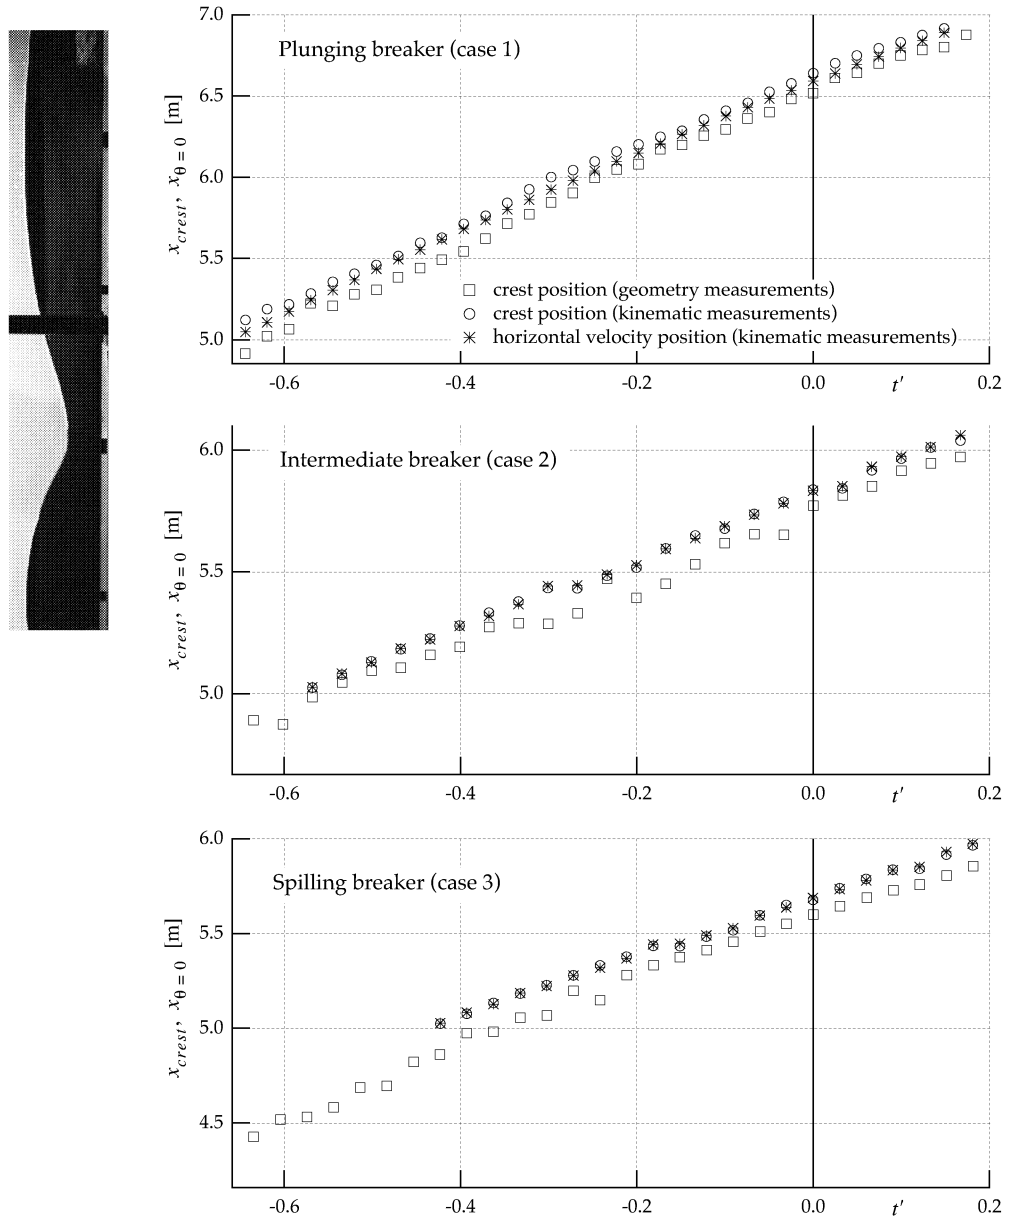 7.0
Plunging breaker (case 1)
6.5
6.0
5.5
5.0
x_crest, x_θ = 0 [m]
crest position (geometry measurements)
crest position (kinematic measurements)
horizontal velocity position (kinematic measurements)
-0.6 -0.4 -0.2 0.0 t' 0.2
6.0
Intermediate breaker (case 2)
5.5
5.0
x_crest, x_θ = 0 [m]
-0.6 -0.4 -0.2 0.0 t' 0.2
6.0
Spilling breaker (case 3)
5.5
5.0
4.5
x_crest, x_θ = 0 [m]
-0.6 -0.4 -0.2 0.0 t' 0.2